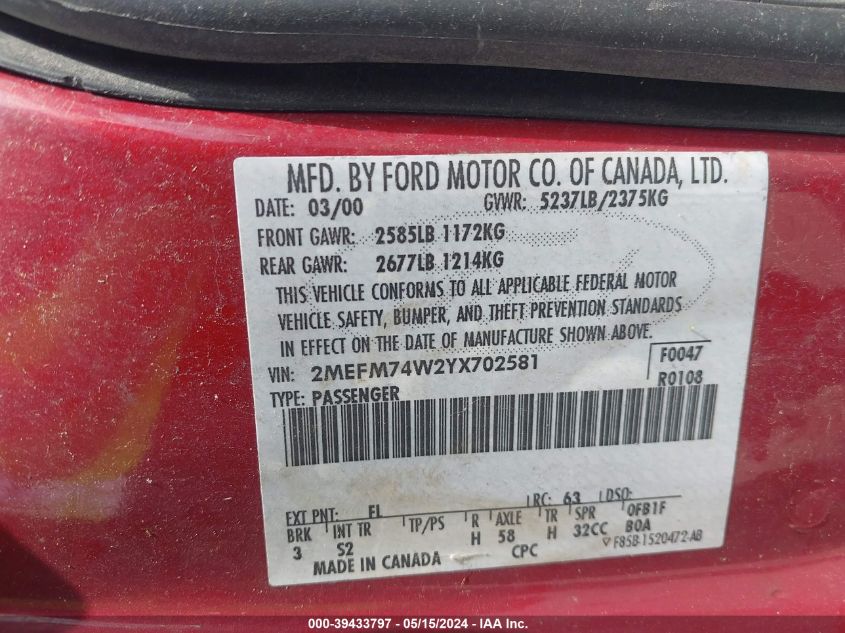 MFD. BY FORD MOTOR CO. OF CANADA, LTD.
DATE: 03/00 GVWR: 5237LB/2375KG
FRONT GAWR: 2585LB 1172KG
REAR GAWR: 2677LB 1214KG
THIS VEHICLE CONFORMS TO ALL APPLICABLE FEDERAL MOTOR
VEHICLE SAFETY, BUMPER, AND THEFT PREVENTION STANDARDS
IN EFFECT ON THE DATE OF MANUFACTURE SHOWN ABOVE.
VIN: 2MEFM74W2YX702581 F0047
TYPE: PASSENGER R0108
EXT PNT: EL RC: 63 DSO:
BRK INT TR TP/PS R AXLE TR SPR 0FB1F
3 S2 H 58 H 32CC B0A
MADE IN CANADA CPC F85B-1520472-AB
000-39433797 - 05/15/2024 - IAA Inc.